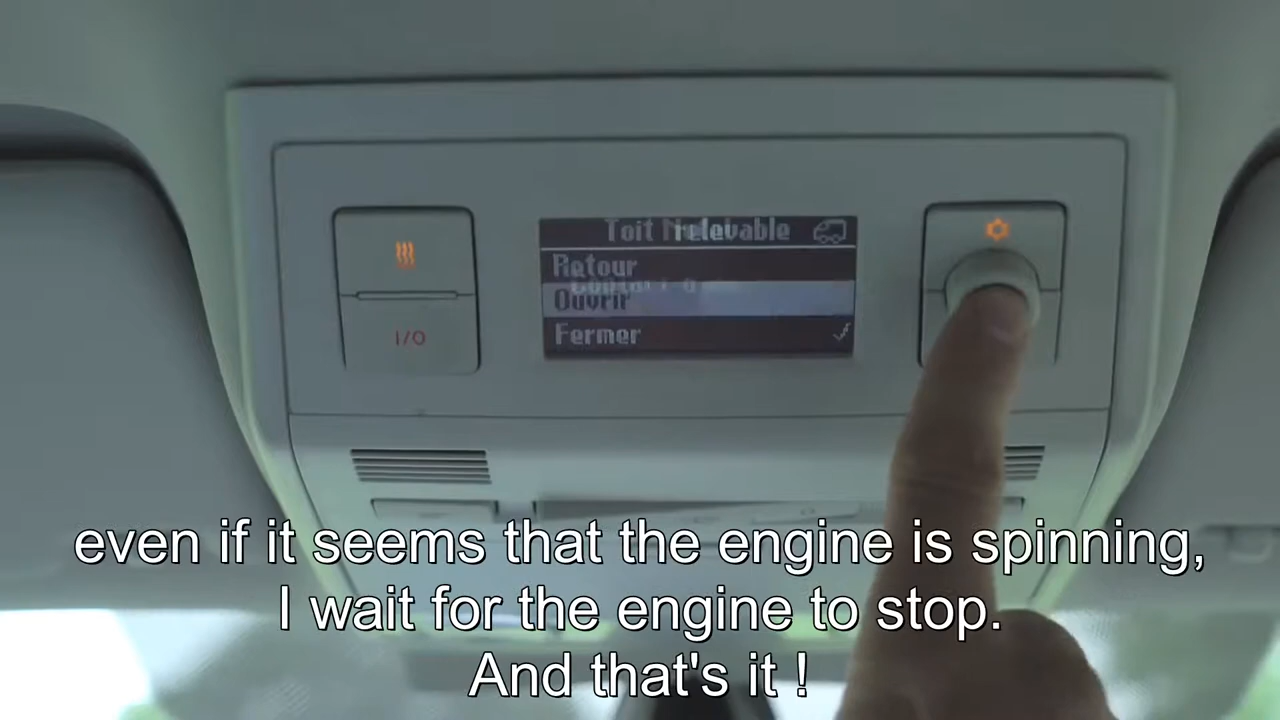 Toit relevable
Retour
Ouvrir
Fermer
I/O
even if it seems that the engine is spinning,
I wait for the engine to stop.
And that's it !